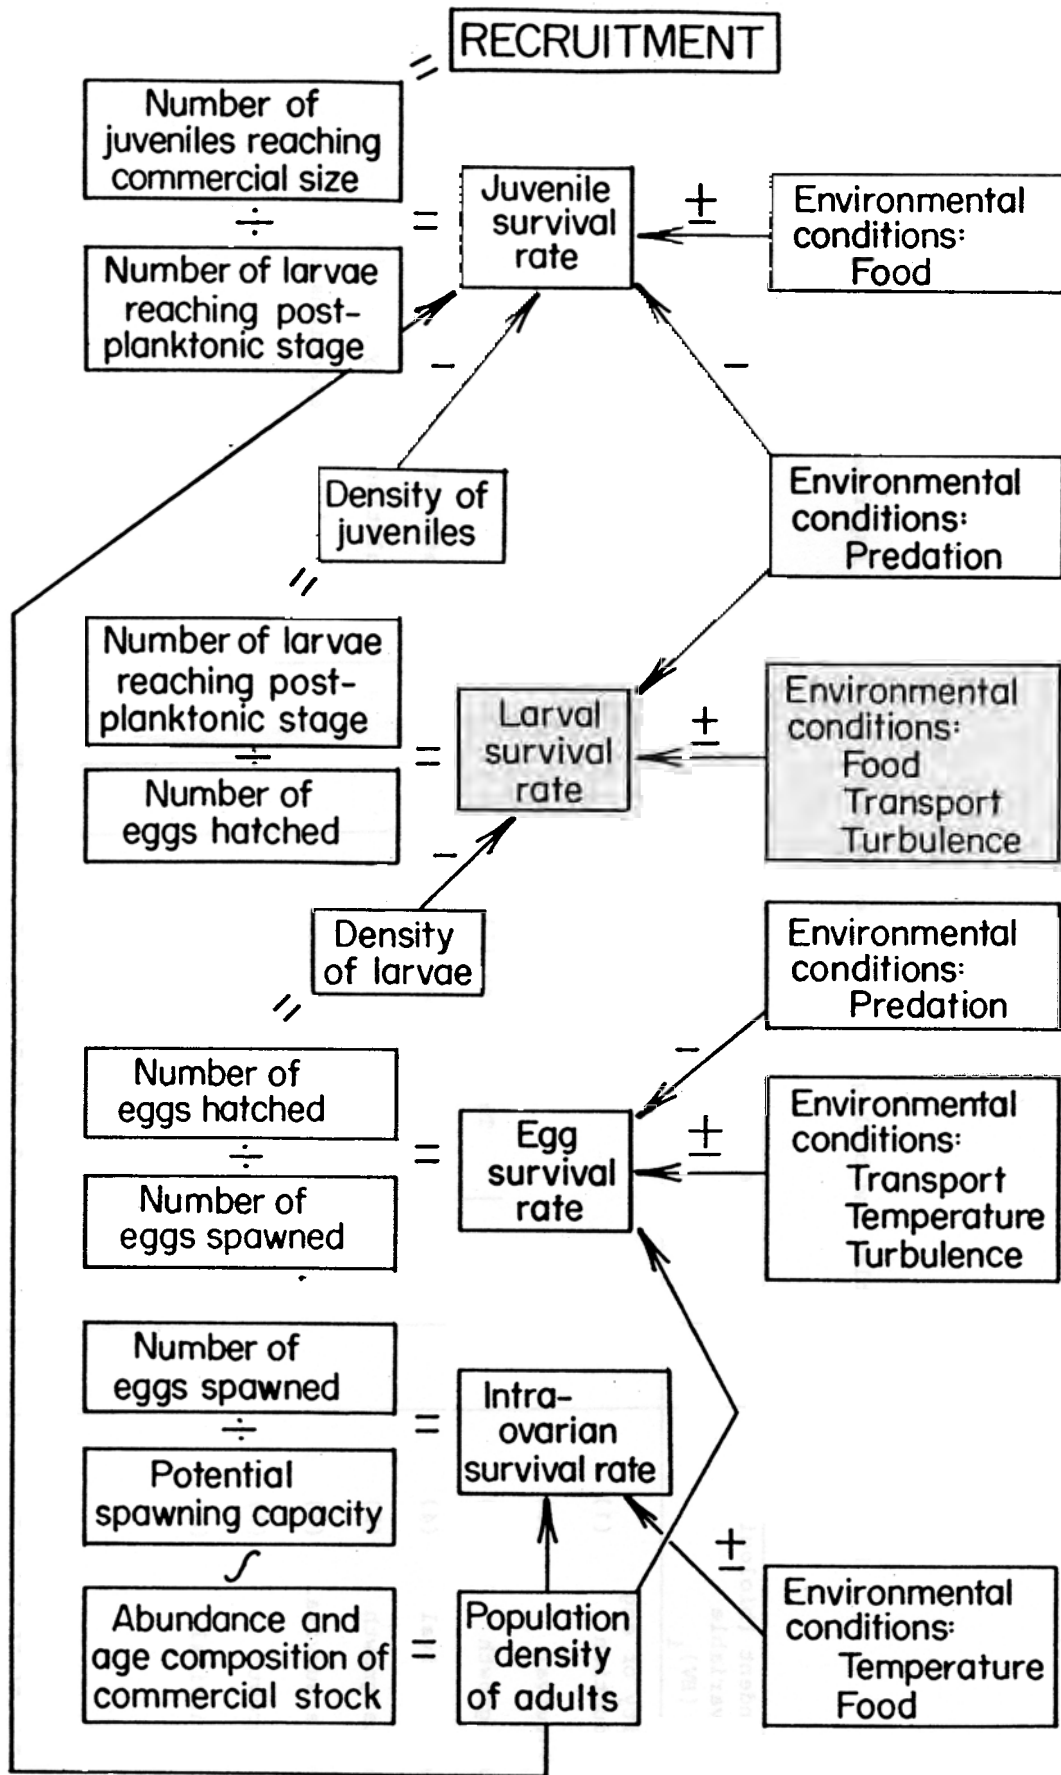 RECRUITMENT
=
Number of
juveniles reaching
commercial size
÷
Number of larvae
reaching post-
planktonic stage
=
Juvenile
survival
rate
±
Environmental
conditions:
Food
-
-
Density of
juveniles
=
Environmental
conditions:
Predation
Number of larvae
reaching post-
planktonic stage
÷
Number of
eggs hatched
=
Larval
survival
rate
±
Environmental
conditions:
Food
Transport
Turbulence
-
Density
of larvae
=
Environmental
conditions:
Predation
-
Number of
eggs hatched
÷
Number of
eggs spawned
=
Egg
survival
rate
±
Environmental
conditions:
Transport
Temperature
Turbulence
Number of
eggs spawned
÷
Potential
spawning capacity
=
Intra-
ovarian
survival rate
∫
Abundance and
age composition of
commercial stock
=
Population
density
of adults
±
Environmental
conditions:
Temperature
Food